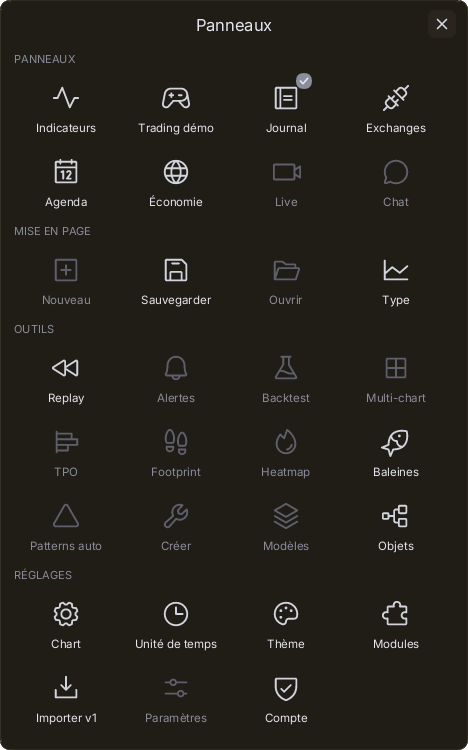 Panneaux
PANNEAUX
Indicateurs Trading démo Journal Exchanges
12
Agenda Économie Live Chat
MISE EN PAGE
Nouveau Sauvegarder Ouvrir Type
OUTILS
Replay Alertes Backtest Multi-chart
TPO Footprint Heatmap Baleines
Patterns auto Créer Modèles Objets
RÉGLAGES
Chart Unité de temps Thème Modules
Importer v1 Paramètres Compte